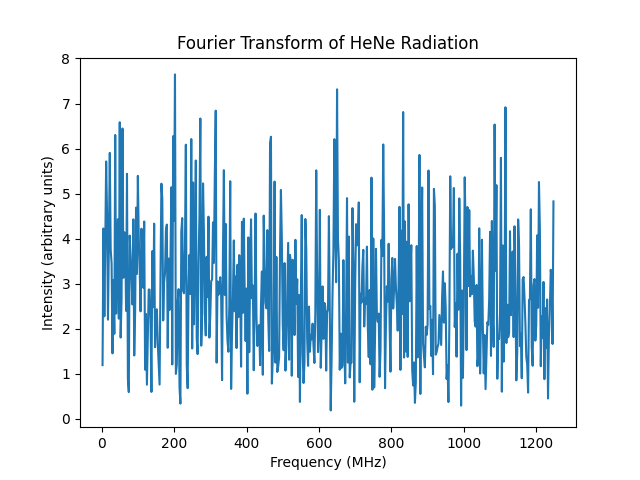 Fourier Transform of HeNe Radiation
8
7
6
5
4
3
2
1
0
Intensity (arbitrary units)
0 200 400 600 800 1000 1200
Frequency (MHz)